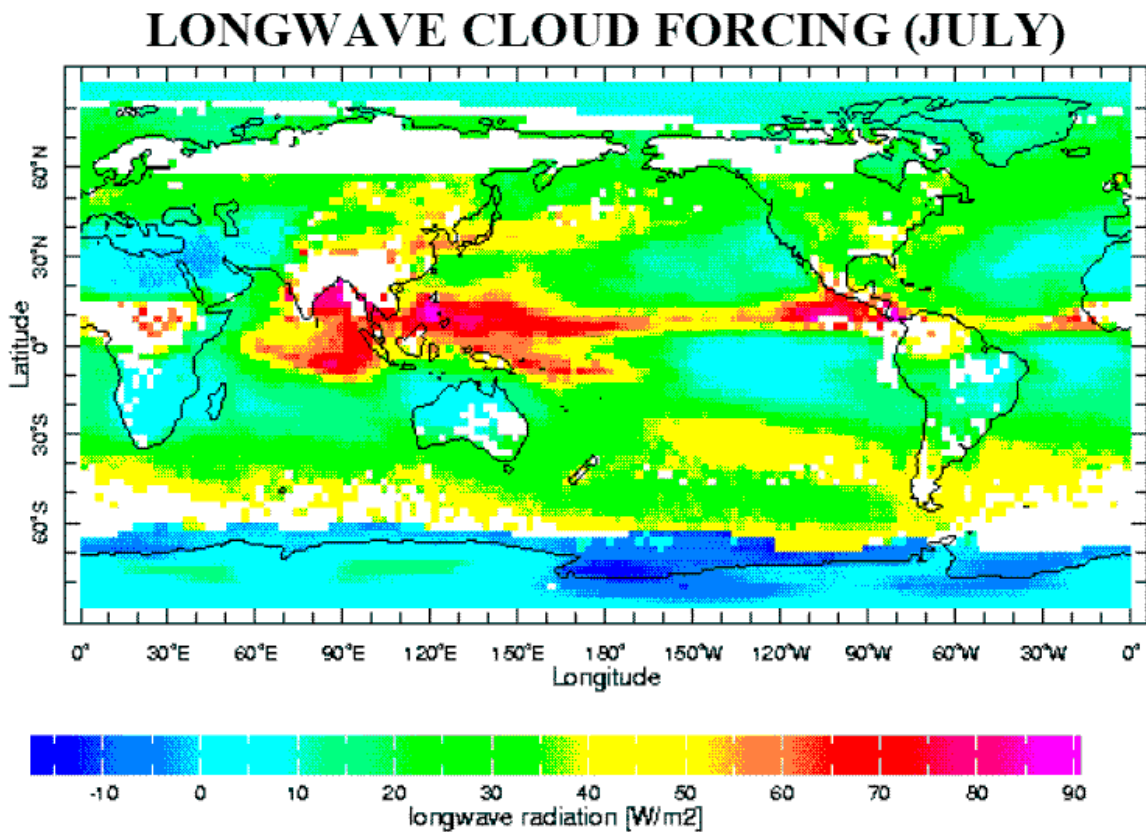 LONGWAVE CLOUD FORCING (JULY)
Latitude
60°N
30°N
0°
30°S
60°S
0° 30°E 60°E 90°E 120°E 150°E 180° 150°W 120°W 90°W 60°W 30°W 0°
Longitude
-10 0 10 20 30 40 50 60 70 80 90
longwave radiation [W/m2]